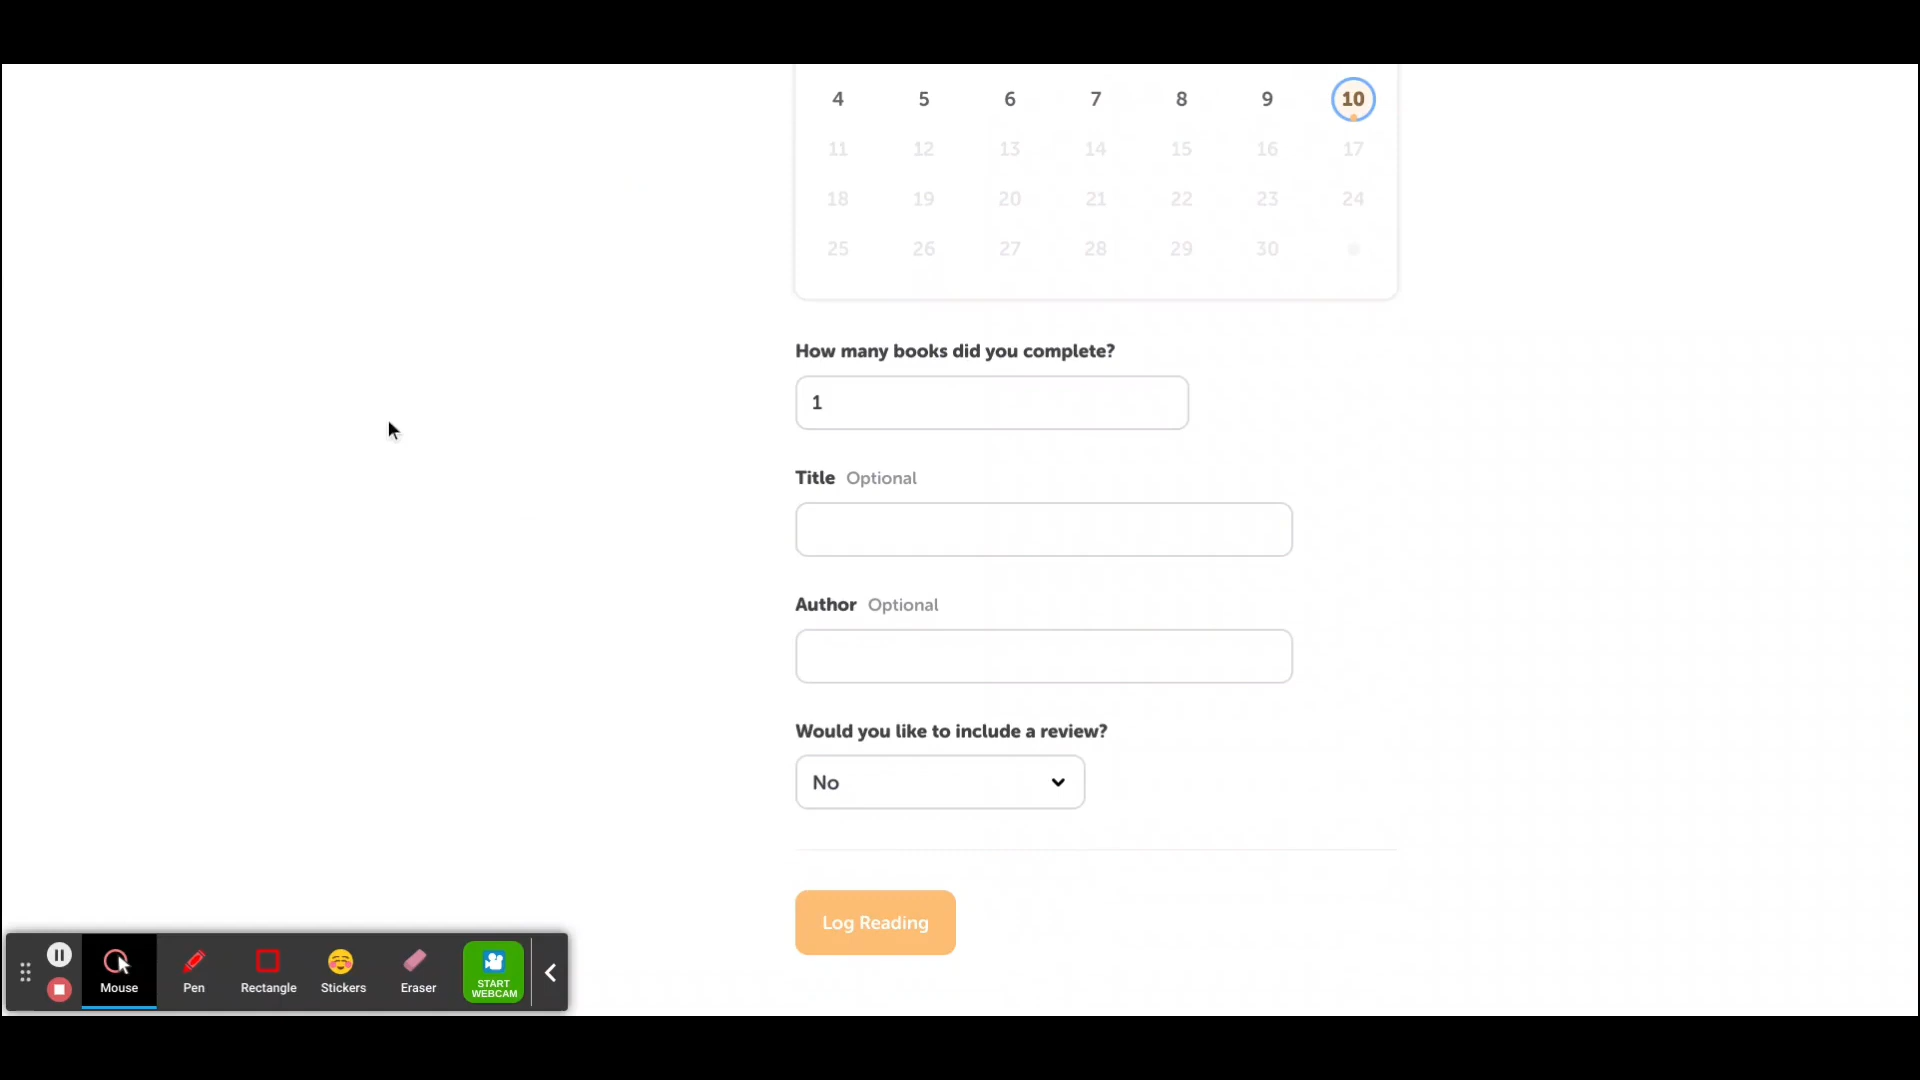 4 5 6 7 8 9 10
11 12 13 14 15 16 17
18 19 20 21 22 23 24
25 26 27 28 29 30
How many books did you complete?
1
Title Optional
Author Optional
Would you like to include a review?
No
Log Reading
Mouse Pen Rectangle Stickers Eraser START WEBCAM